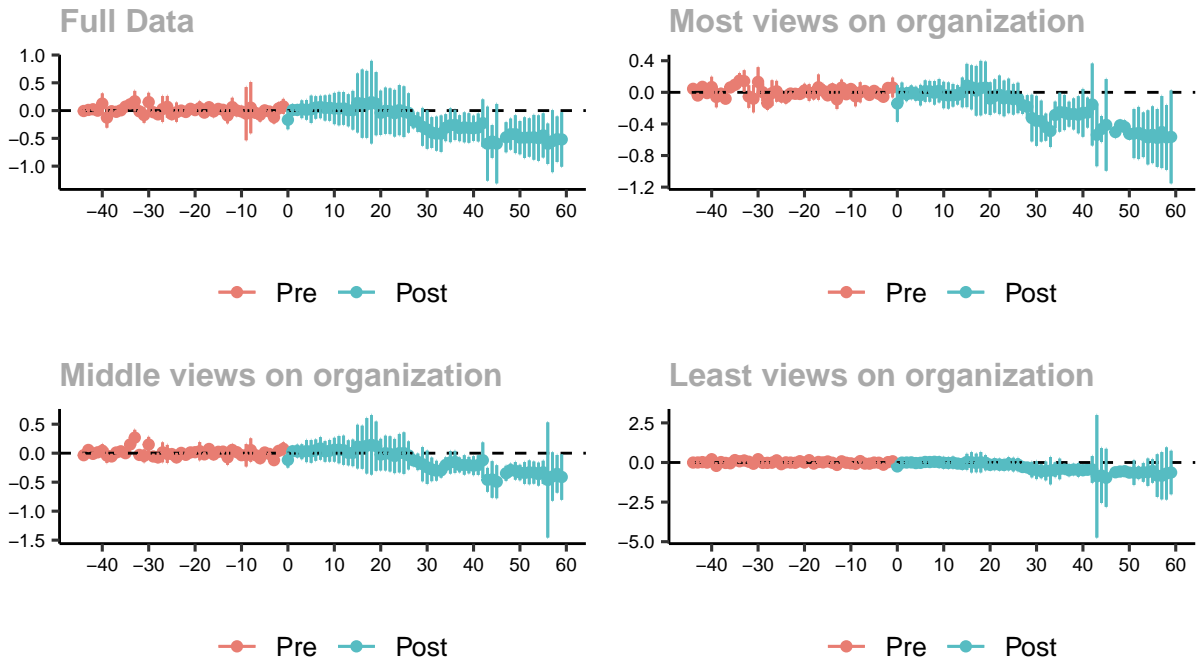 Full Data
1.0
0.5
0.0
−0.5
−1.0
−40 −30 −20 −10 0 10 20 30 40 50 60
Pre Post
Most views on organization
0.4
0.0
−0.4
−0.8
−1.2
−40 −30 −20 −10 0 10 20 30 40 50 60
Pre Post
Middle views on organization
0.5
0.0
−0.5
−1.0
−1.5
−40 −30 −20 −10 0 10 20 30 40 50 60
Pre Post
Least views on organization
2.5
0.0
−2.5
−5.0
−40 −30 −20 −10 0 10 20 30 40 50 60
Pre Post